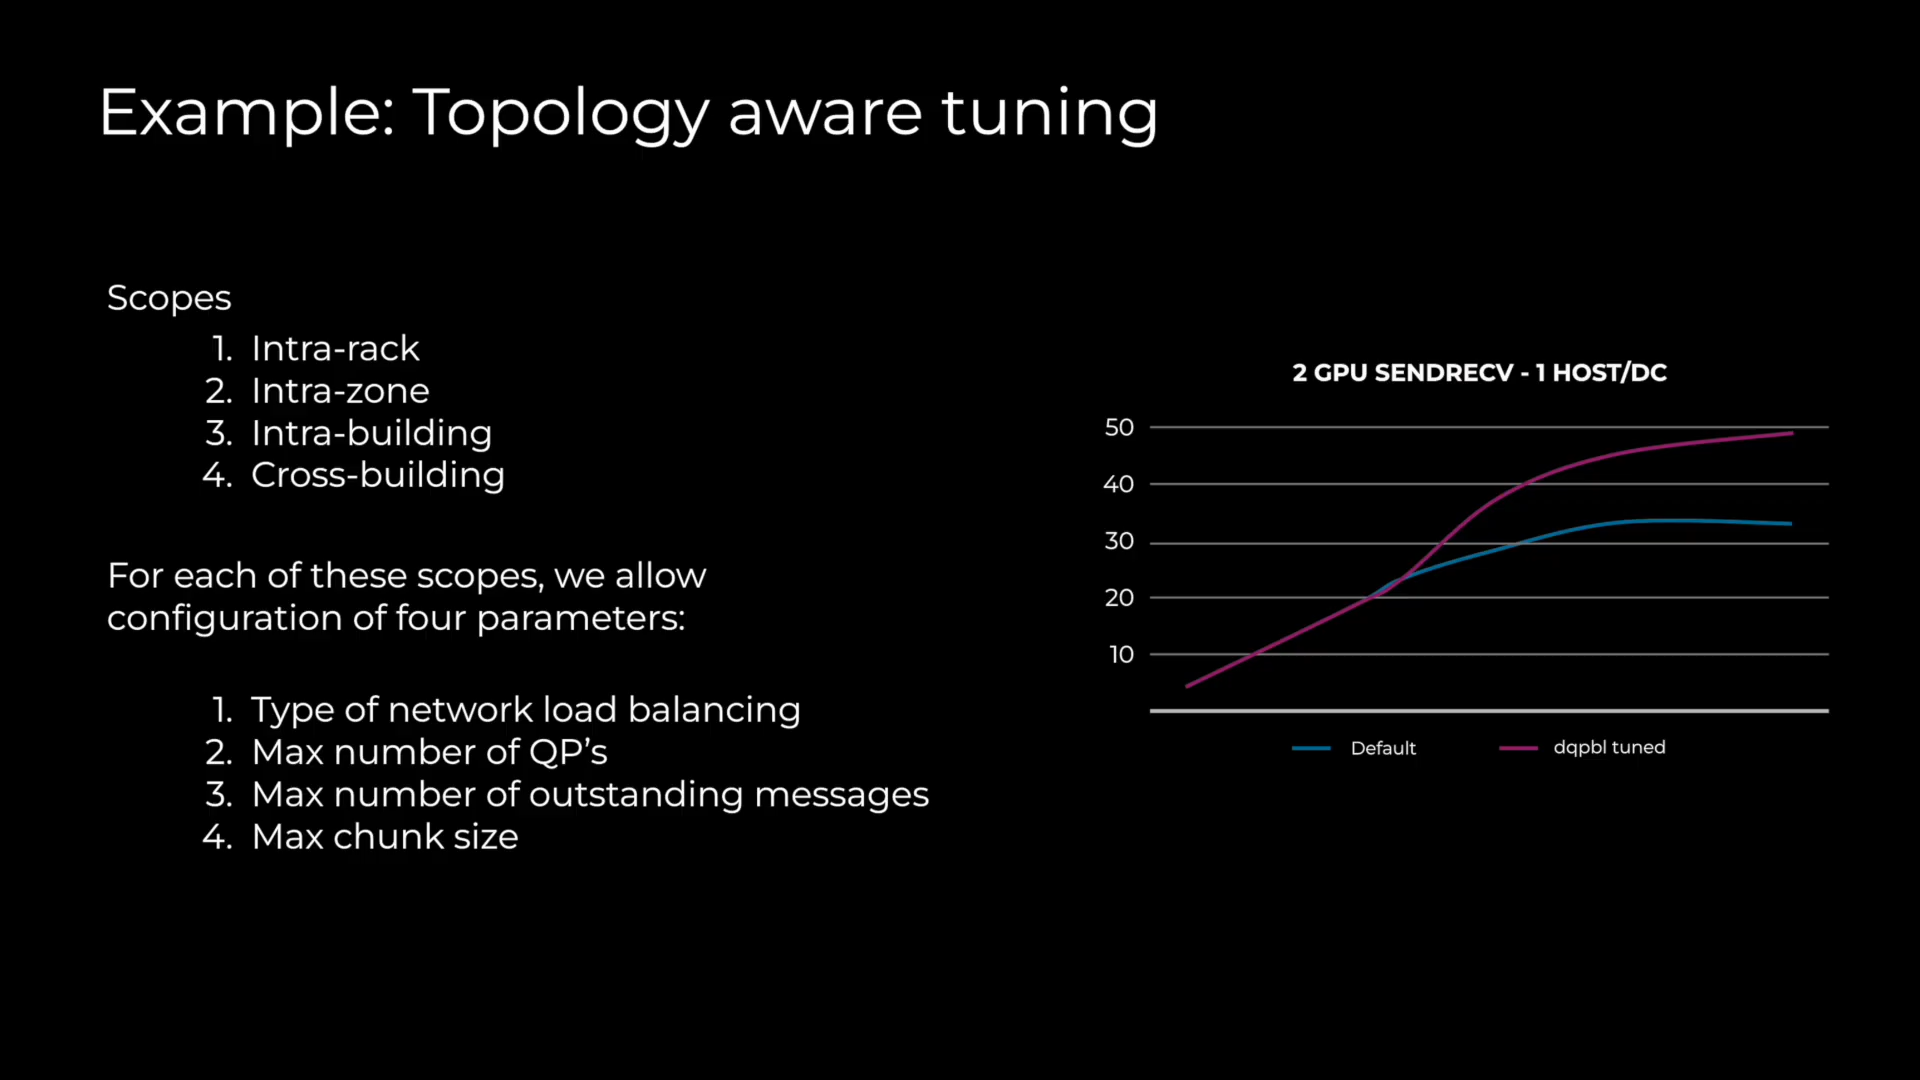 Example: Topology aware tuning
Scopes
1. Intra-rack
2. Intra-zone
3. Intra-building
4. Cross-building
For each of these scopes, we allow
configuration of four parameters:
1. Type of network load balancing
2. Max number of QP’s
3. Max number of outstanding messages
4. Max chunk size
2 GPU SENDRECV - 1 HOST/DC
50
40
30
20
10
Default
dqpbl tuned